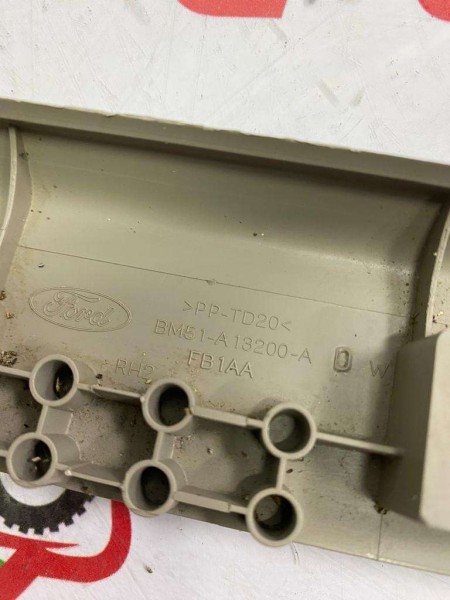 Ford
>PP-TD20<
BM51-A13200-A
FB1AA
RH2
O W